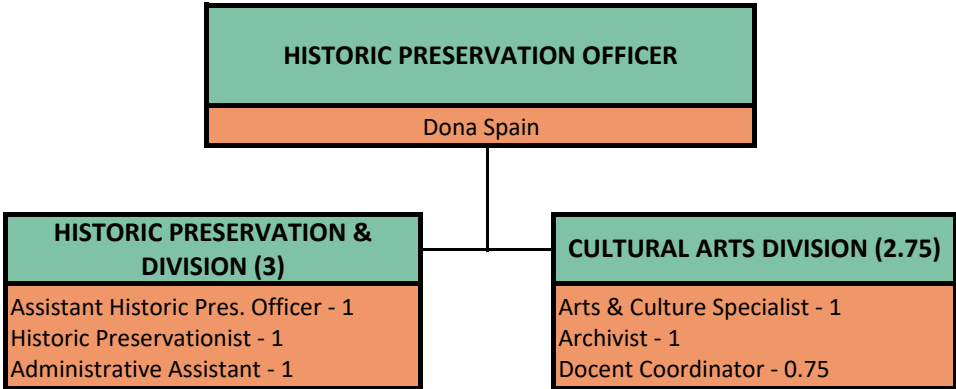 HISTORIC PRESERVATION OFFICER
Dona Spain
HISTORIC PRESERVATION &
DIVISION (3)
Assistant Historic Pres. Officer - 1
Historic Preservationist - 1
Administrative Assistant - 1
CULTURAL ARTS DIVISION (2.75)
Arts & Culture Specialist - 1
Archivist - 1
Docent Coordinator - 0.75